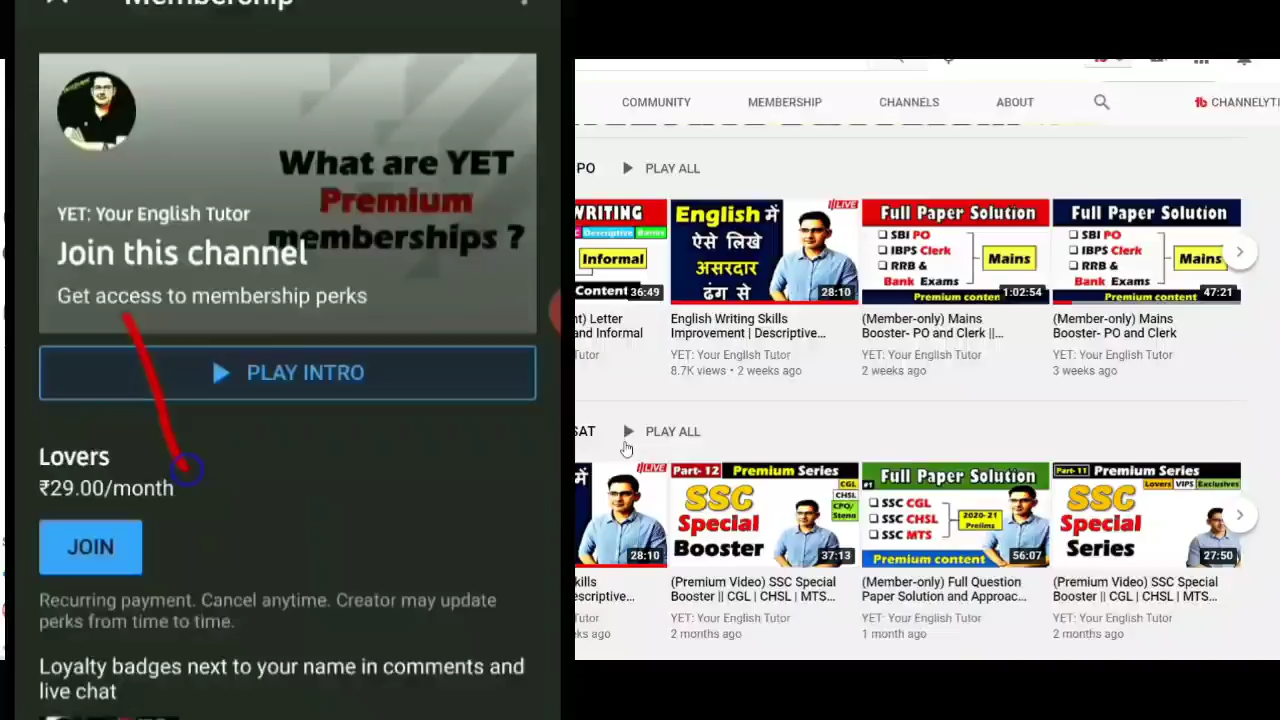 Membership
What are YET
Premium
memberships ?
YET: Your English Tutor
Join this channel
Get access to membership perks
PLAY INTRO
Lovers
₹29.00/month
JOIN
Recurring payment. Cancel anytime. Creator may update
perks from time to time.
Loyalty badges next to your name in comments and
live chat
COMMUNITY
MEMBERSHIP
CHANNELS
ABOUT
CHANNELYTI
PO
PLAY ALL
WRITING
Descriptive
Informal
Content
36:49
LIVE
English में
ऐसे लिखे
असरदार
ढंग से
28:10
Full Paper Solution
SBI PO
IBPS Clerk
RRB &
Bank Exams
Mains
Premium conten
1:02:54
Full Paper Solution
SBI PO
IBPS Clerk
RRB &
Bank Exams
Mains
Premium content
47:21
nt) Letter
and Informal
Tutor
English Writing Skills
Improvement | Descriptive...
YET: Your English Tutor
8.7K views • 2 weeks ago
(Member-only) Mains
Booster- PO and Clerk ||...
YET: Your English Tutor
2 weeks ago
(Member-only) Mains
Booster- PO and Clerk
YET: Your English Tutor
3 weeks ago
SAT
PLAY ALL
में
LIVE
28:10
Part- 12
Premium Series
SSC
Special
Booster
CGL
CHSL
CPO/
Steno
37:13
#1
Full Paper Solution
SSC CGL
SSC CHSL
SSC MTS
2020- 21
Prelims
Premium content
56:07
Part- 11
Premium Series
Lovers
VIPS
Exclusives
SSC
Special
Series
27:50
kills
escriptive...
Tutor
eks ago
(Premium Video) SSC Special
Booster || CGL | CHSL | MTS...
YET: Your English Tutor
2 months ago
(Member-only) Full Question
Paper Solution and Approac...
YET: Your English Tutor
1 month ago
(Premium Video) SSC Special
Booster || CGL | CHSL | MTS...
YET: Your English Tutor
2 months ago